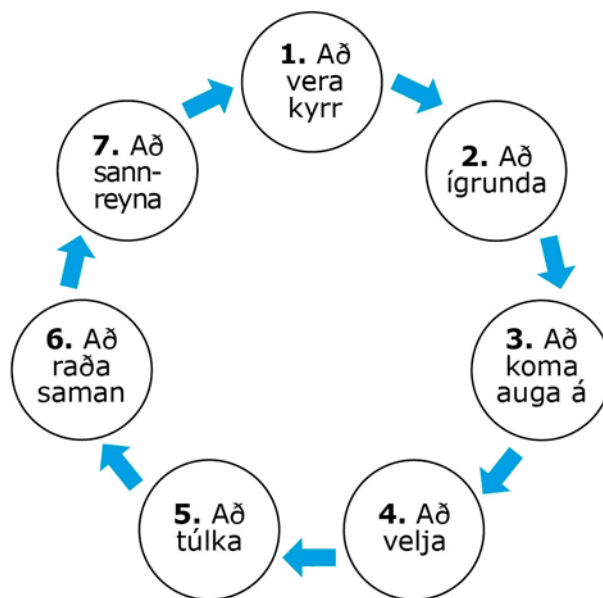 1. Að
vera
kyrr
2. Að
ígrunda
3. Að
koma
auga á
4. Að
velja
5. Að
túlka
6. Að
raða
saman
7. Að
sann-
reyna